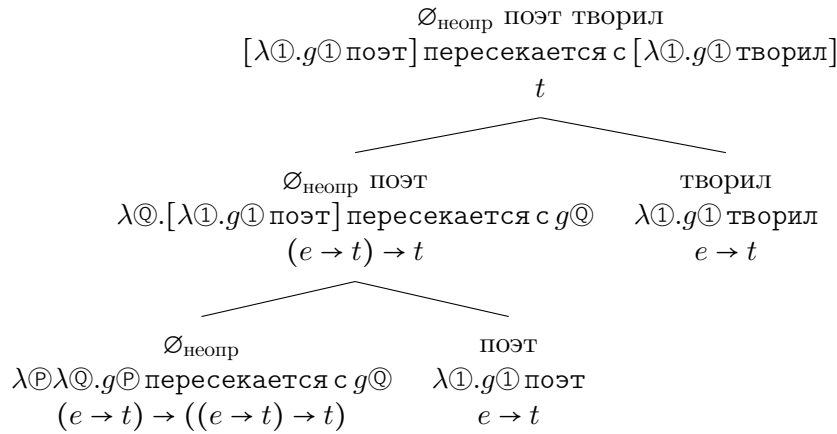 ∅неопр поэт творил
[λ①.g① поэт] пересекается с [λ①.g① творил]
t
∅неопр поэт
λⓆ.[λ①.g① поэт] пересекается с gⓆ
(e → t) → t
творил
λ①.g① творил
e → t
∅неопр
λⓅλⓆ.gⓅ пересекается с gⓆ
(e → t) → ((e → t) → t)
поэт
λ①.g① поэт
e → t